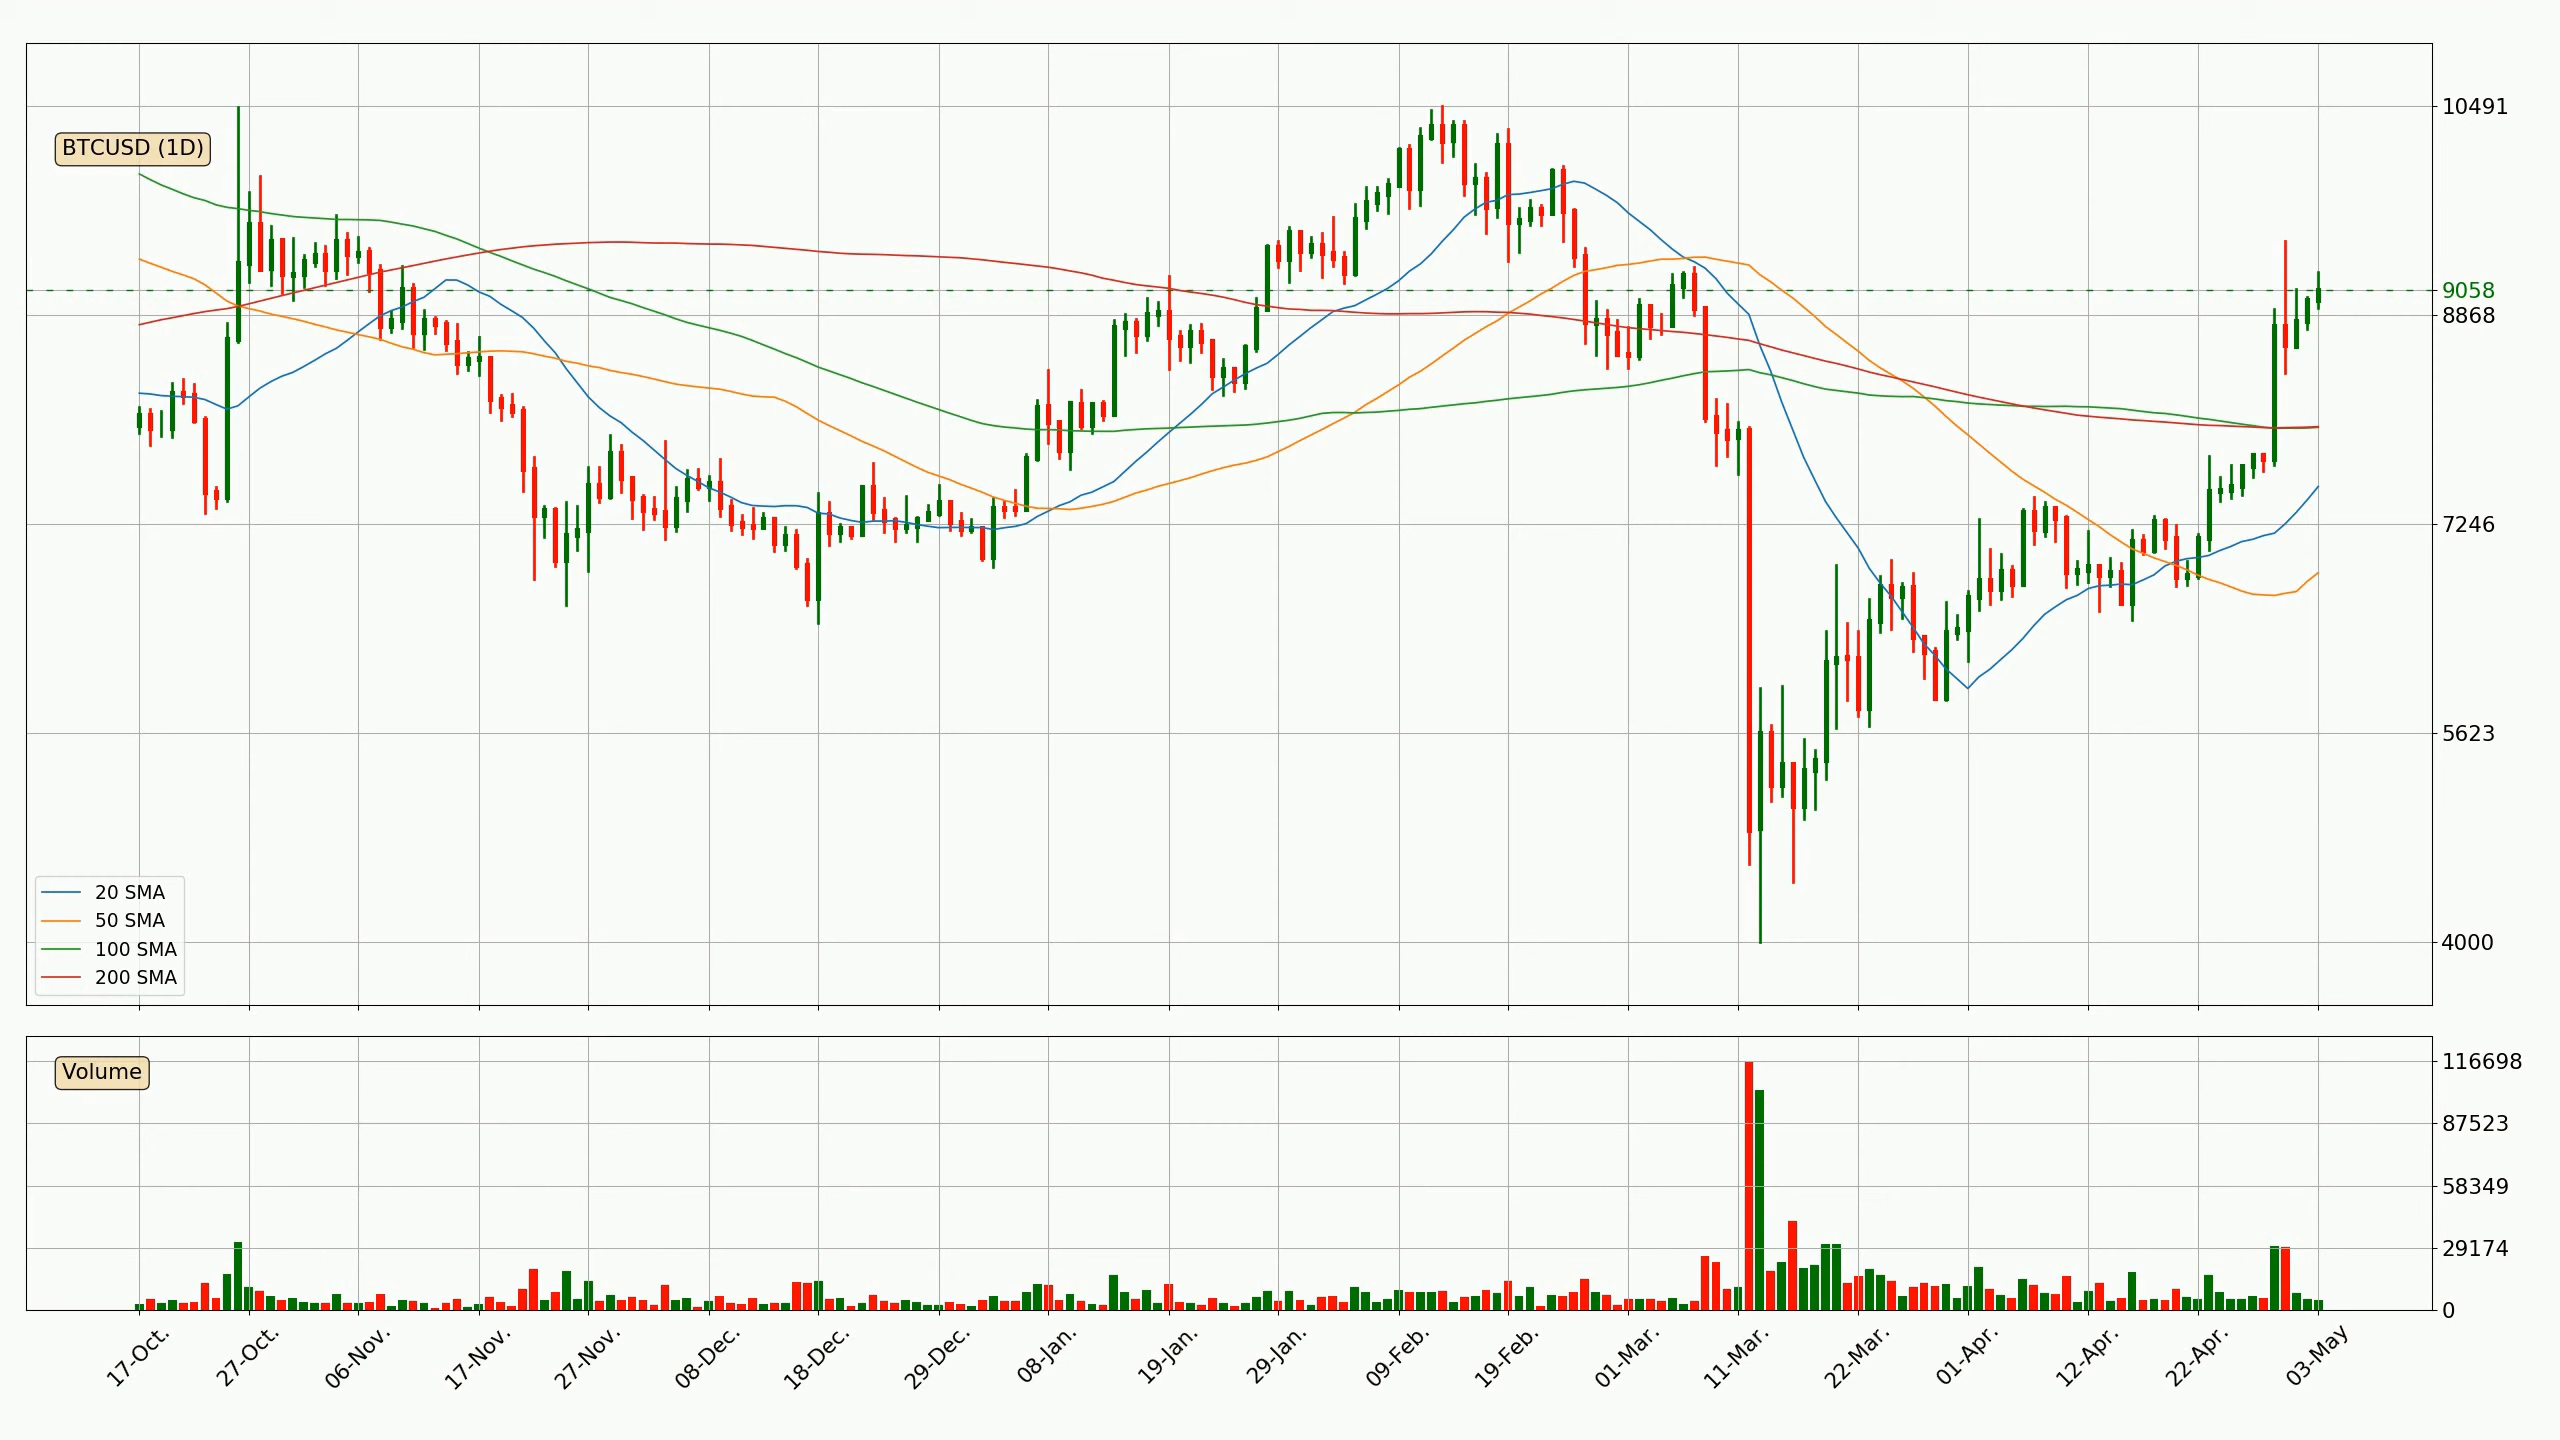 BTCUSD (1D)
10491
9058
8868
7246
5623
4000
20 SMA
50 SMA
100 SMA
200 SMA
Volume
116698
87523
58349
29174
0
17-Oct.
27-Oct.
06-Nov.
17-Nov.
27-Nov.
08-Dec.
18-Dec.
29-Dec.
08-Jan.
19-Jan.
29-Jan.
09-Feb.
19-Feb.
01-Mar.
11-Mar.
22-Mar.
01-Apr.
12-Apr.
22-Apr.
03-May